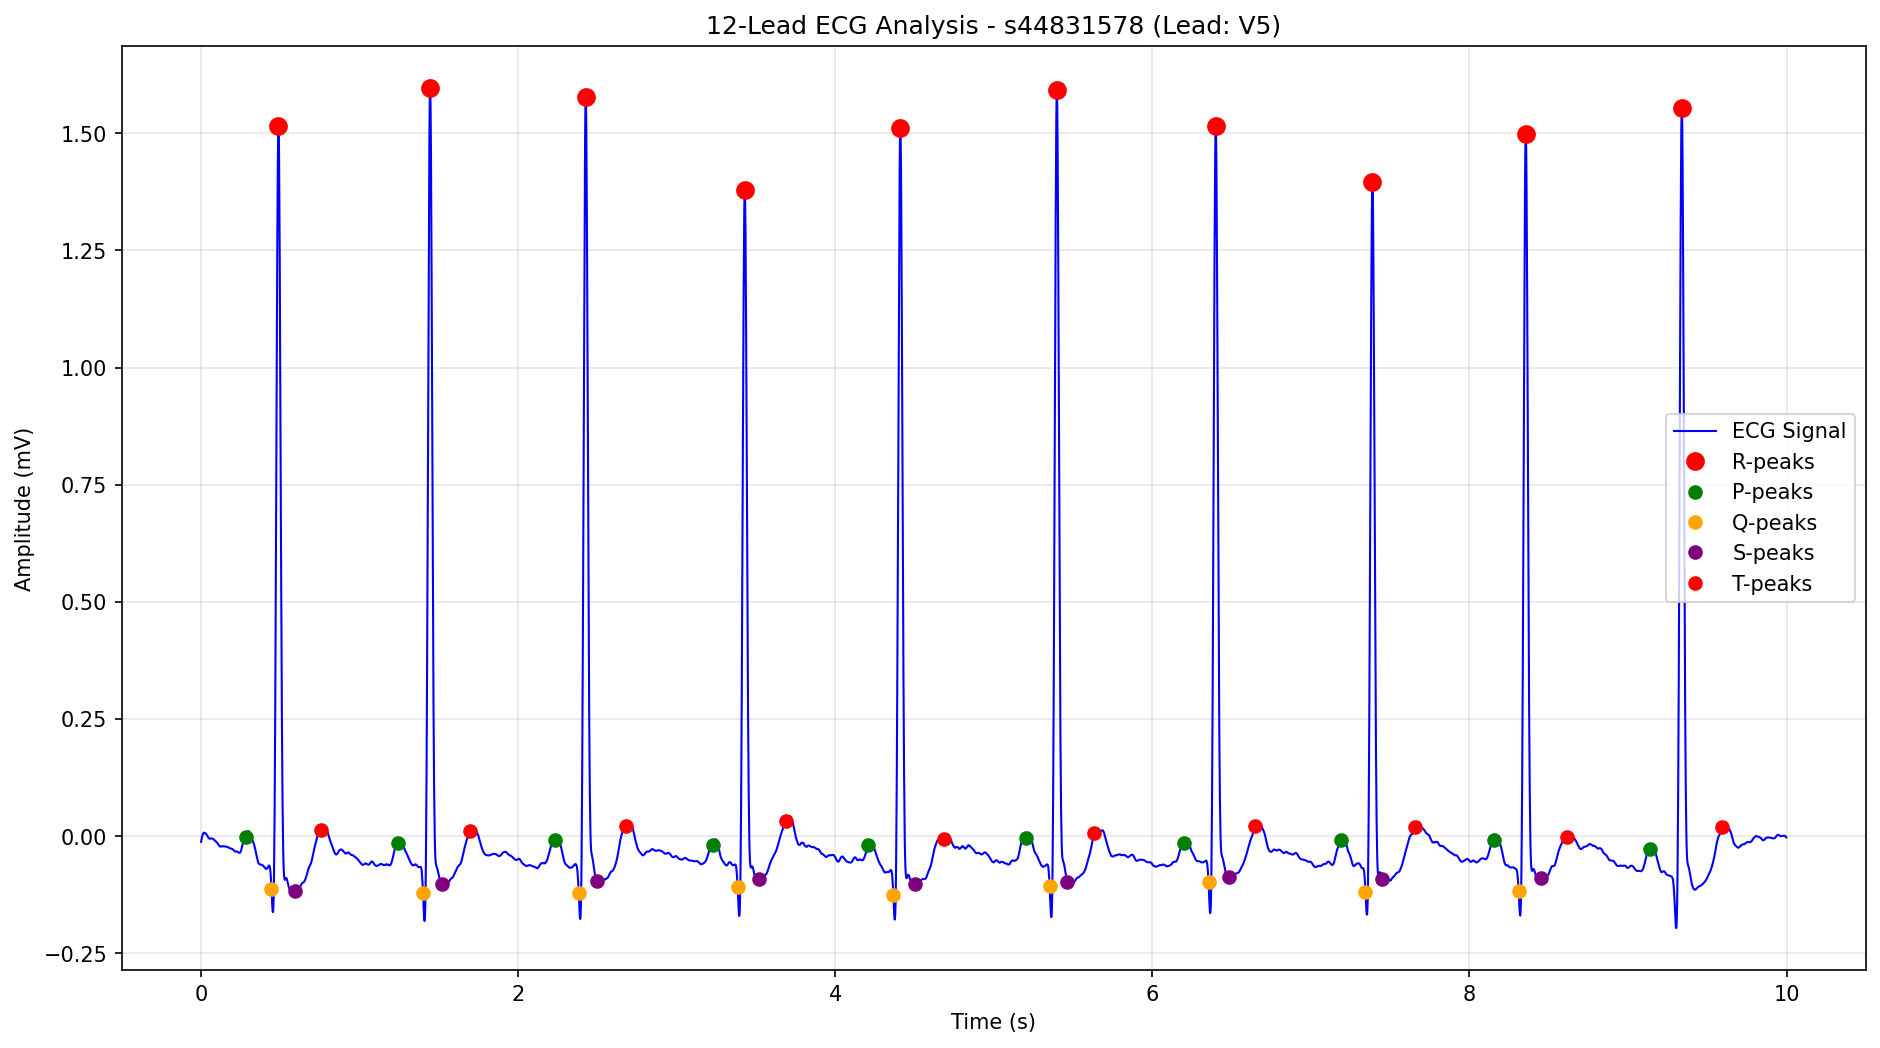 12-Lead ECG Analysis - s44831578 (Lead: V5)
Amplitude (mV)
1.50
1.25
1.00
0.75
0.50
0.25
0.00
−0.25
ECG Signal
R-peaks
P-peaks
Q-peaks
S-peaks
T-peaks
0 2 4 6 8 10
Time (s)